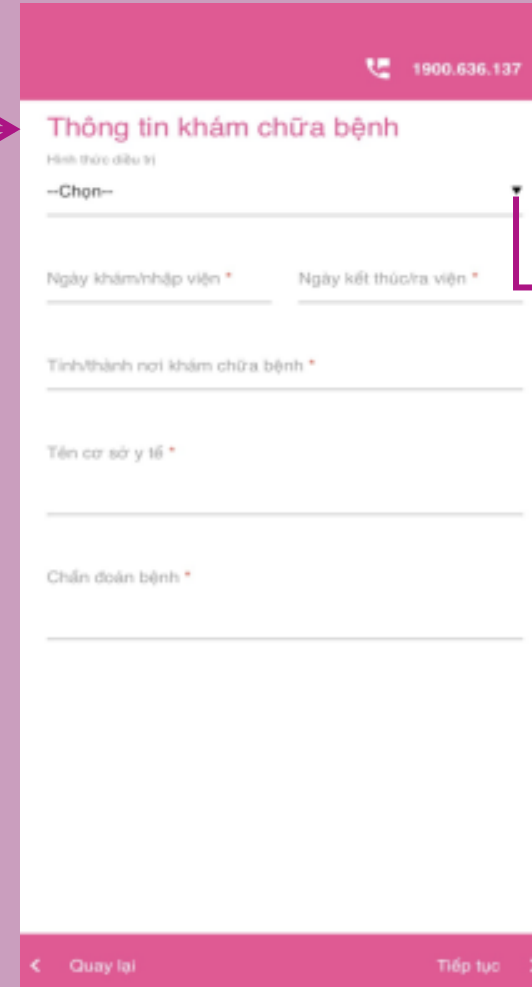 1900.636.137
Thông tin khám chữa bệnh
Hình thức điều trị
--Chọn--
Ngày khám/nhập viện * Ngày kết thúc/ra viện *
Tỉnh/thành nơi khám chữa bệnh *
Tên cơ sở y tế *
Chẩn đoán bệnh *
Quay lại Tiếp tục